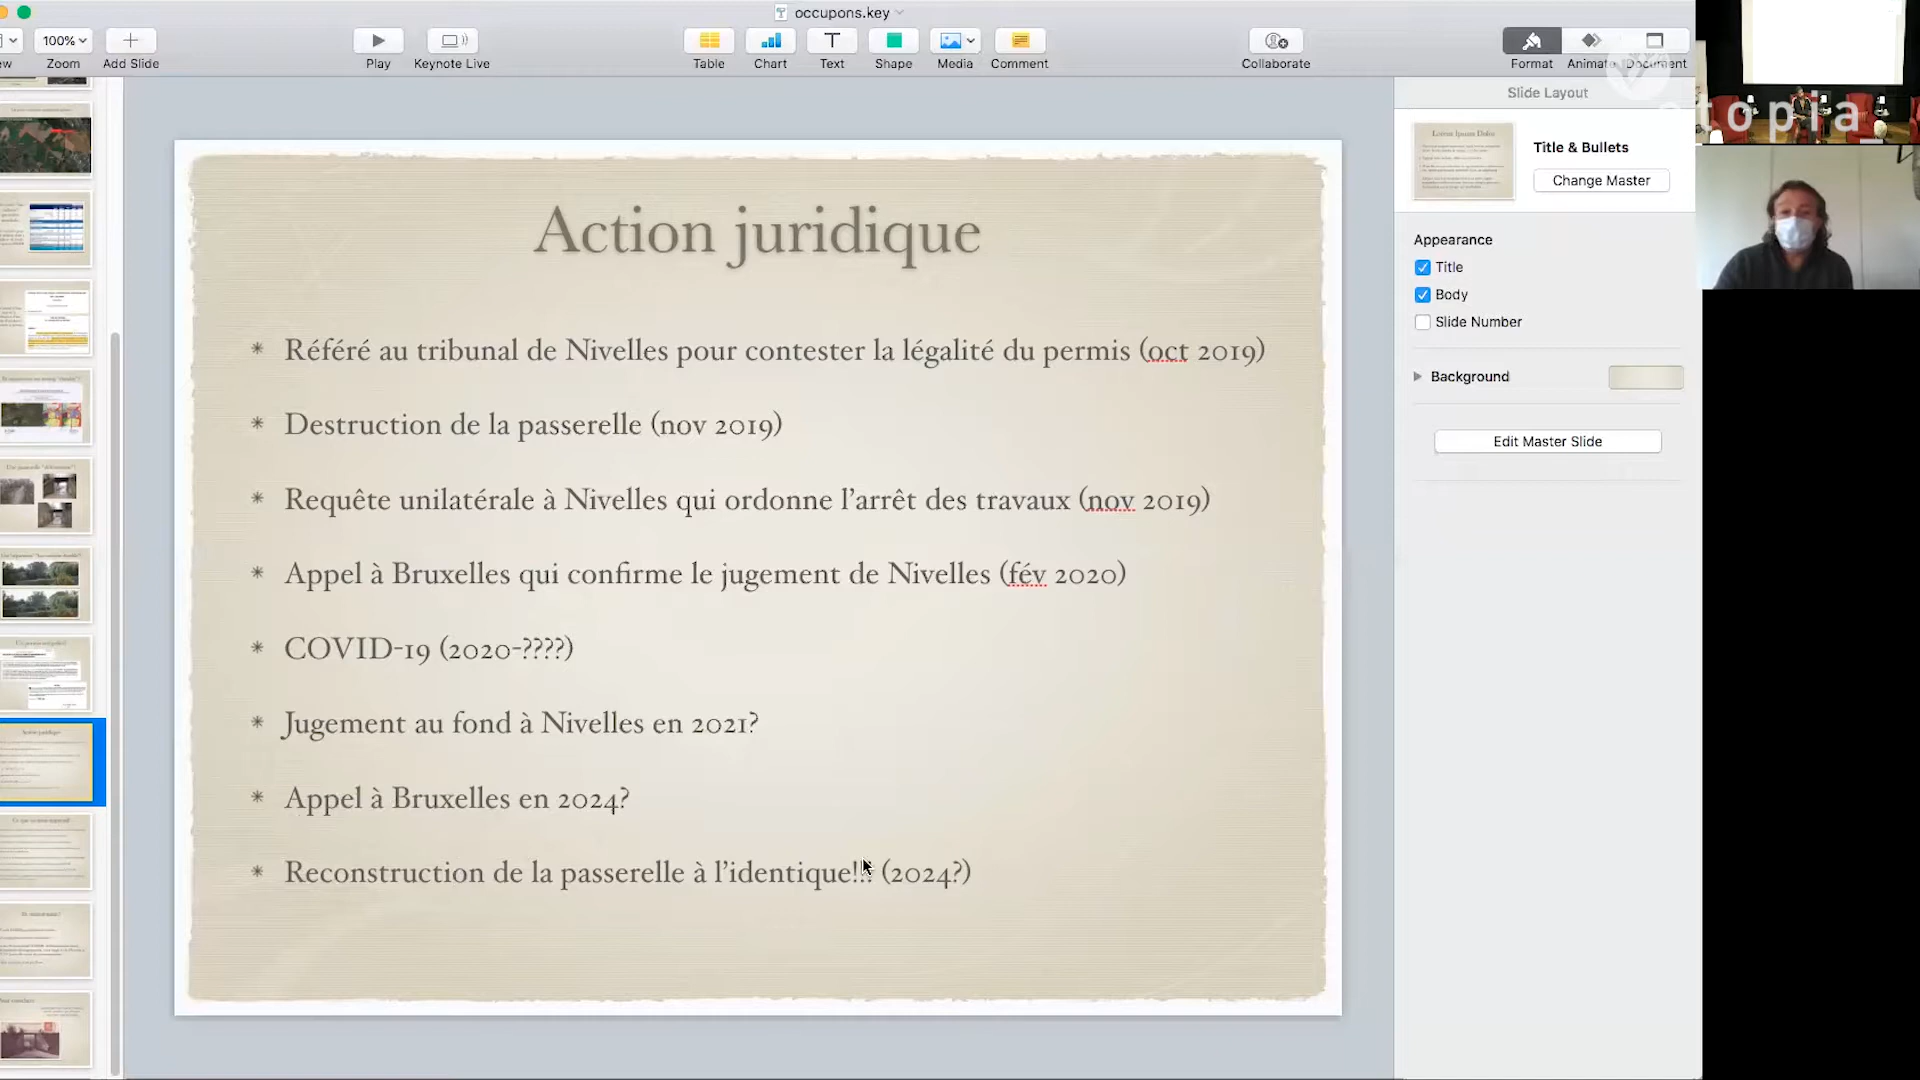 occupons.key
100%
Zoom
Add Slide
Play
Keynote Live
Table
Chart
Text
Shape
Media
Comment
Collaborate
Format
Animate
Document
topia_
Slide Layout
Title & Bullets
Change Master
Appearance
Title
Body
Slide Number
Background
Edit Master Slide
Action juridique
* Référé au tribunal de Nivelles pour contester la légalité du permis (oct 2019)
* Destruction de la passerelle (nov 2019)
* Requête unilatérale à Nivelles qui ordonne l’arrêt des travaux (nov 2019)
* Appel à Bruxelles qui confirme le jugement de Nivelles (fév 2020)
* COVID-19 (2020-????)
* Jugement au fond à Nivelles en 2021?
* Appel à Bruxelles en 2024?
* Reconstruction de la passerelle à l’identique!!! (2024?)